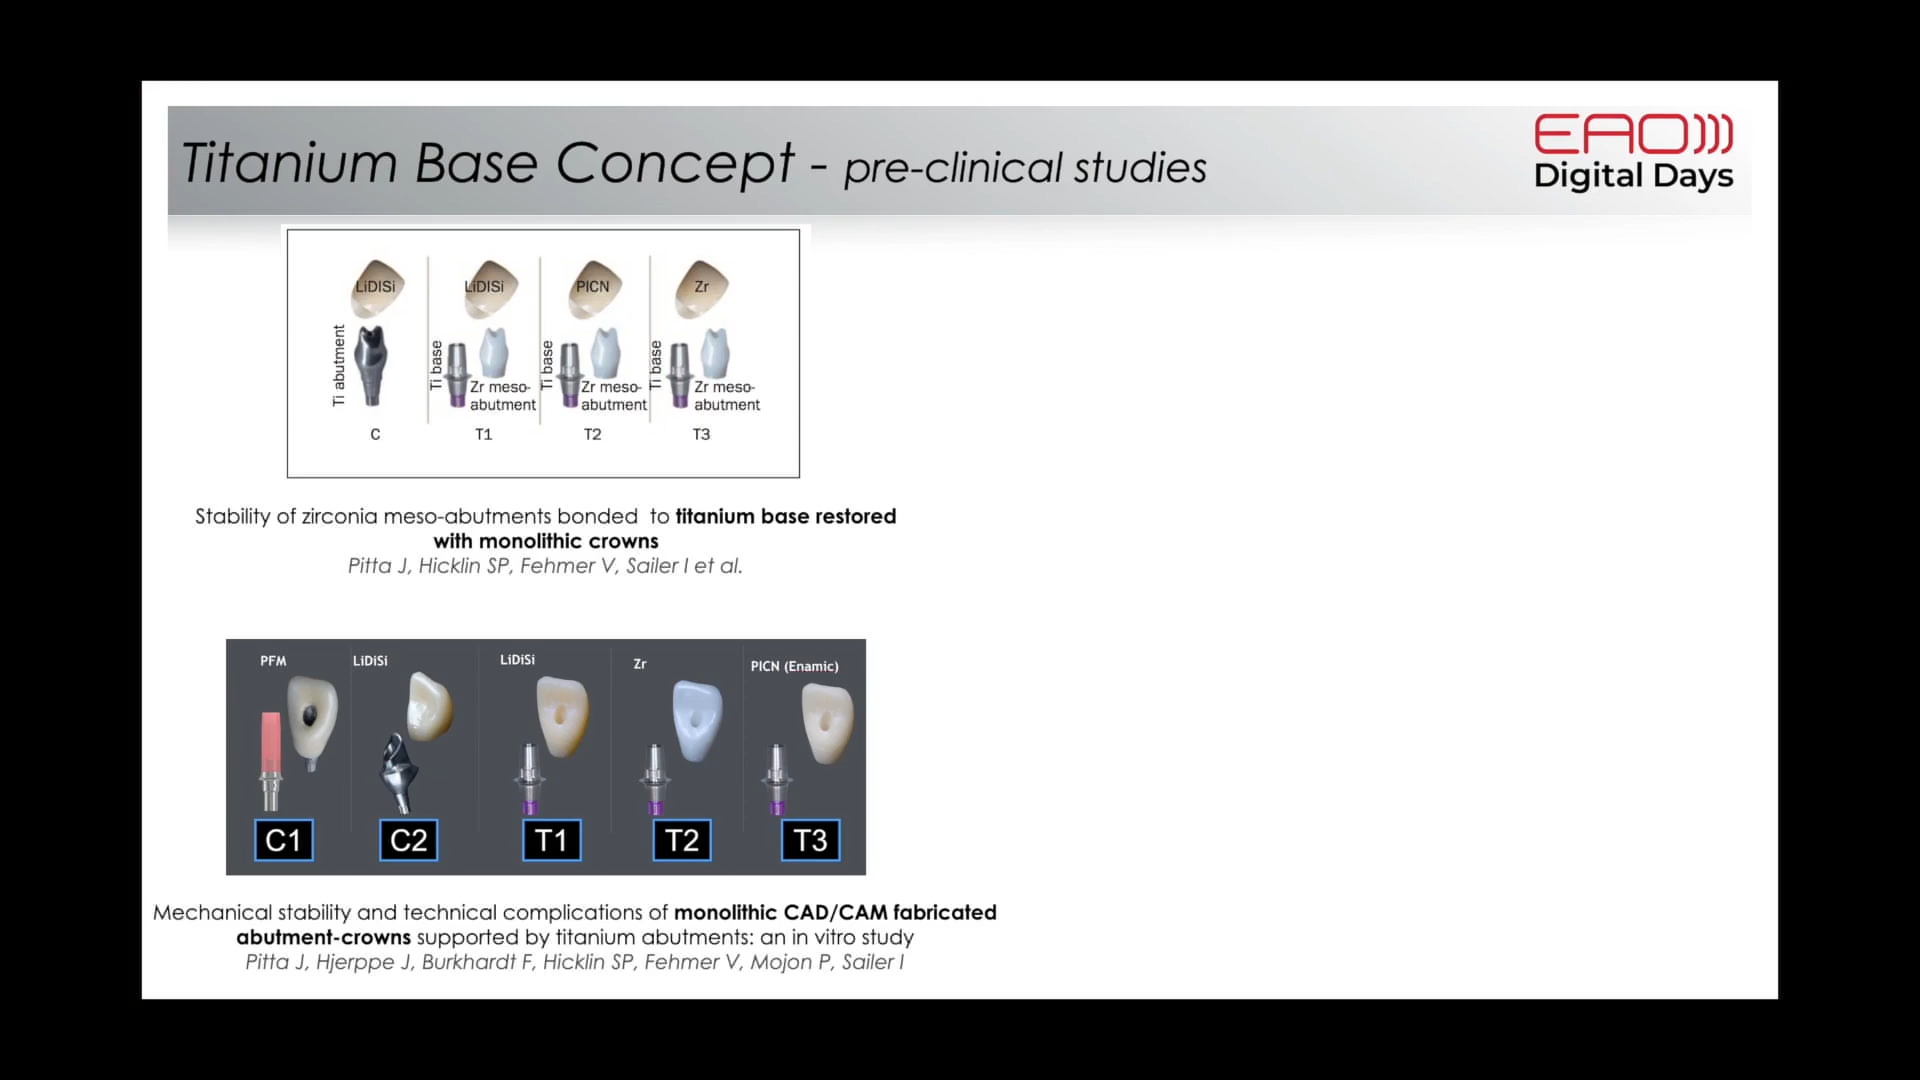 Titanium Base Concept - pre-clinical studies
EAO)))
Digital Days
LiDISi
LiDISi
PICN
Zr
Ti abutment
Ti base
Zr meso-
abutment
Ti base
Zr meso-
abutment
Ti base
Zr meso-
abutment
C
T1
T2
T3
Stability of zirconia meso-abutments bonded to titanium base restored
with monolithic crowns
Pitta J, Hicklin SP, Fehmer V, Sailer I et al.
PFM
LiDiSi
LiDiSi
Zr
PICN (Enamic)
C1
C2
T1
T2
T3
Mechanical stability and technical complications of monolithic CAD/CAM fabricated
abutment-crowns supported by titanium abutments: an in vitro study
Pitta J, Hjerppe J, Burkhardt F, Hicklin SP, Fehmer V, Mojon P, Sailer I